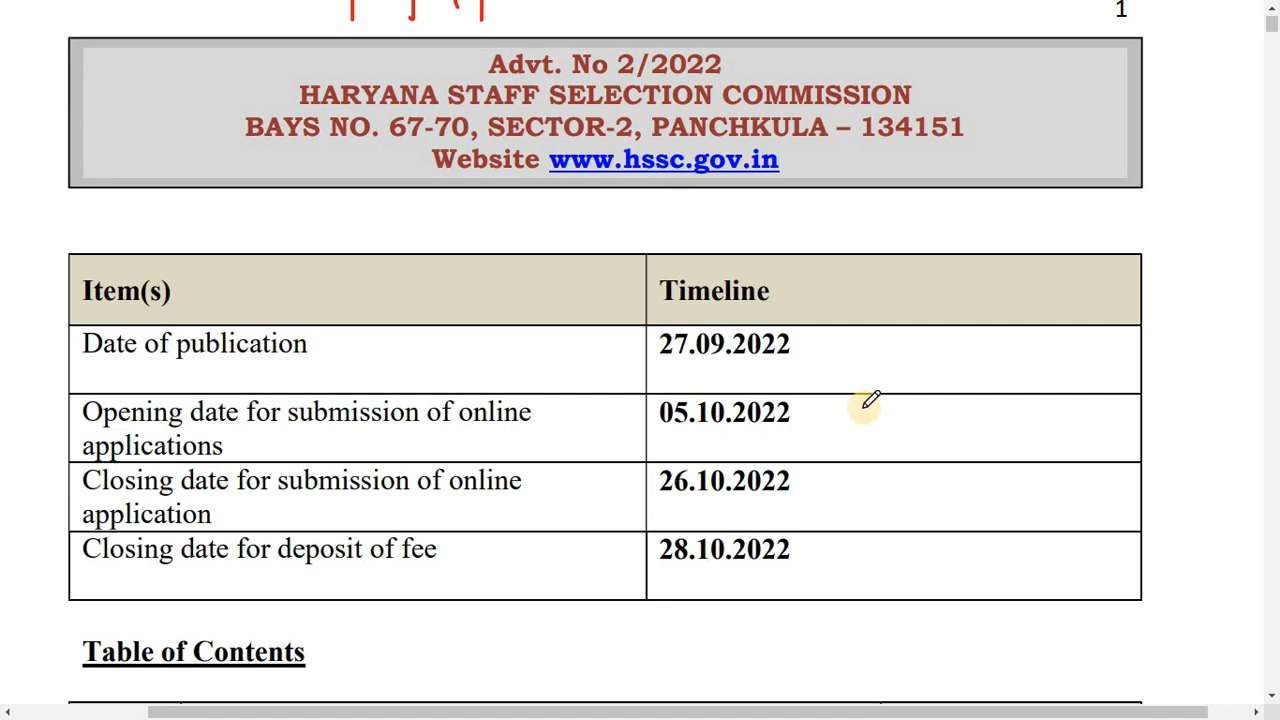 1
Advt. No 2/2022
HARYANA STAFF SELECTION COMMISSION
BAYS NO. 67-70, SECTOR-2, PANCHKULA – 134151
Website www.hssc.gov.in
Item(s) Timeline
Date of publication 27.09.2022
Opening date for submission of online 05.10.2022
applications
Closing date for submission of online 26.10.2022
application
Closing date for deposit of fee 28.10.2022
Table of Contents